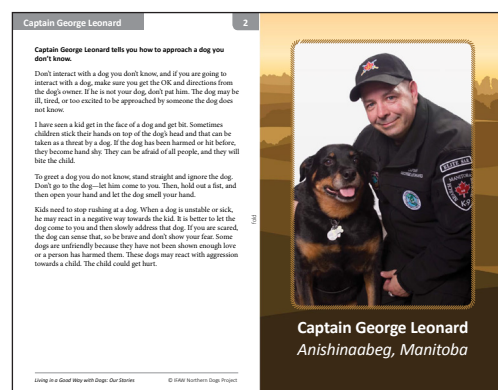 Captain George Leonard 2
Captain George Leonard tells you how to approach a dog you
don't know.
Don't interact with a dog you don't know, and if you are going to
interact with a dog, make sure you get the OK and directions from
the dog's owner. If he is not your dog, don't pat him. The dog may be
ill, tired, or too excited to be approached by someone the dog does
not know.
I have seen a kid get in the face of a dog and get bit. Sometimes
children stick their hands on top of the dog's head and that can be
taken as a threat by a dog. If the dog has been harmed or hit before,
they become hand shy. They can be afraid of all people, and they will
bite the child.
To greet a dog you do not know, stand straight and ignore the dog.
Don't go to the dog—let him come to you. Then, hold out a fist, and
then open your hand and let the dog smell your hand.
Kids need to stop rushing at a dog. When a dog is unstable or sick,
he may react in a negative way towards the kid. It is better to let the
dog come to you and then slowly address that dog. If you are scared,
the dog can sense that, so be brave and don't show your fear. Some
dogs are unfriendly because they have not been shown enough love
or a person has harmed them. These dogs may react with aggression
towards a child. The child could get hurt.
Living in a Good Way with Dogs: Our Stories © IFAW Northern Dogs Project
fold
MANITOBA
K-9
Captain George Leonard
Anishinaabeg, Manitoba